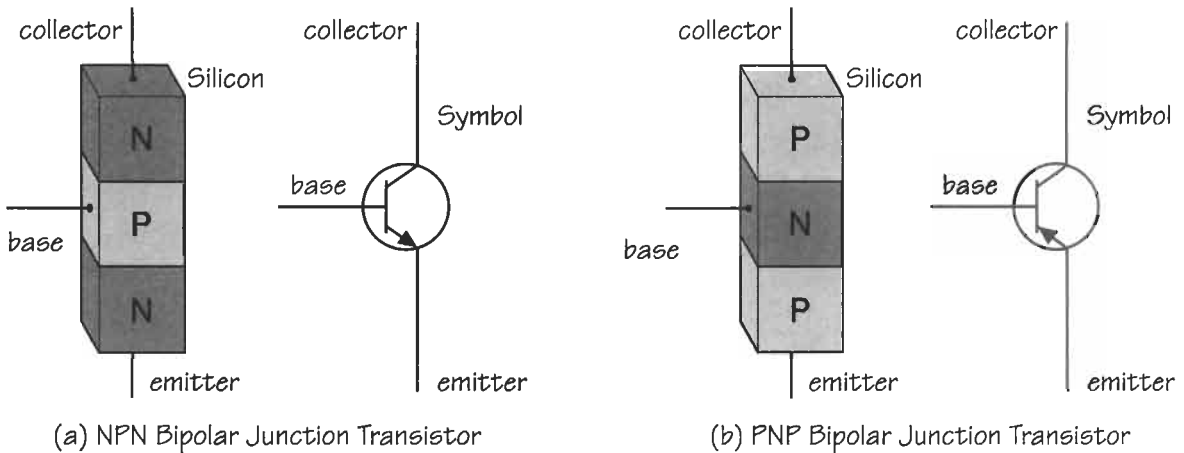 collector
Silicon
N
P
N
base
emitter
collector
Symbol
base
emitter
(a) NPN Bipolar Junction Transistor
collector
Silicon
P
N
P
base
emitter
collector
Symbol
base
emitter
(b) PNP Bipolar Junction Transistor